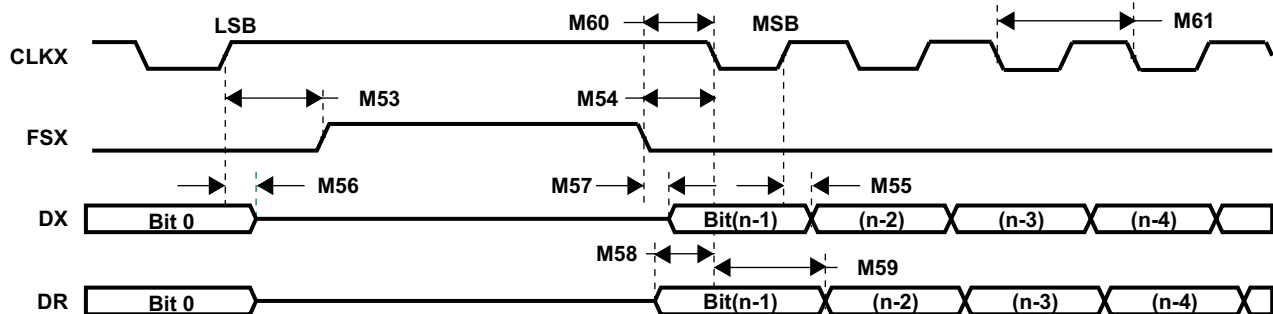 LSB M60 MSB M61
CLKX
M53 M54
FSX
M56 M57 M55
DX Bit 0 Bit(n-1) (n-2) (n-3) (n-4)
M58 M59
DR Bit 0 Bit(n-1) (n-2) (n-3) (n-4)